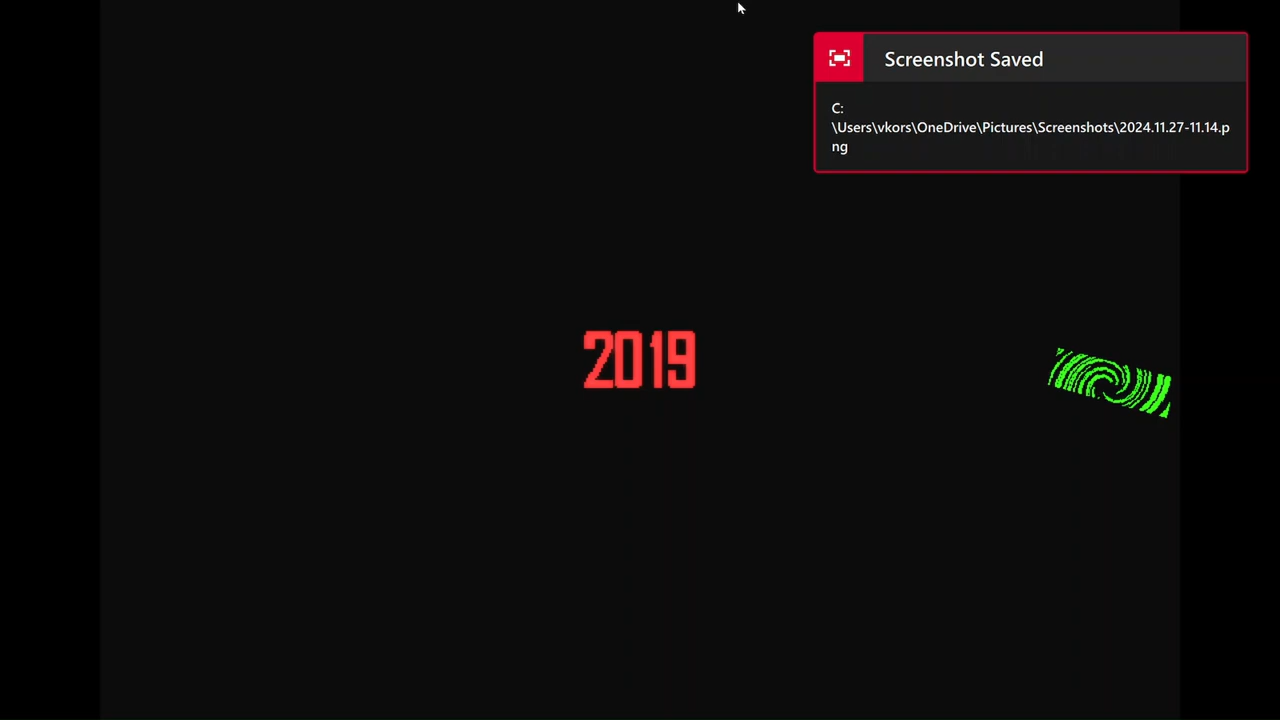 Screenshot Saved
C:
\Users\vkors\OneDrive\Pictures\Screenshots\2024.11.27-11.14.p
ng
2019